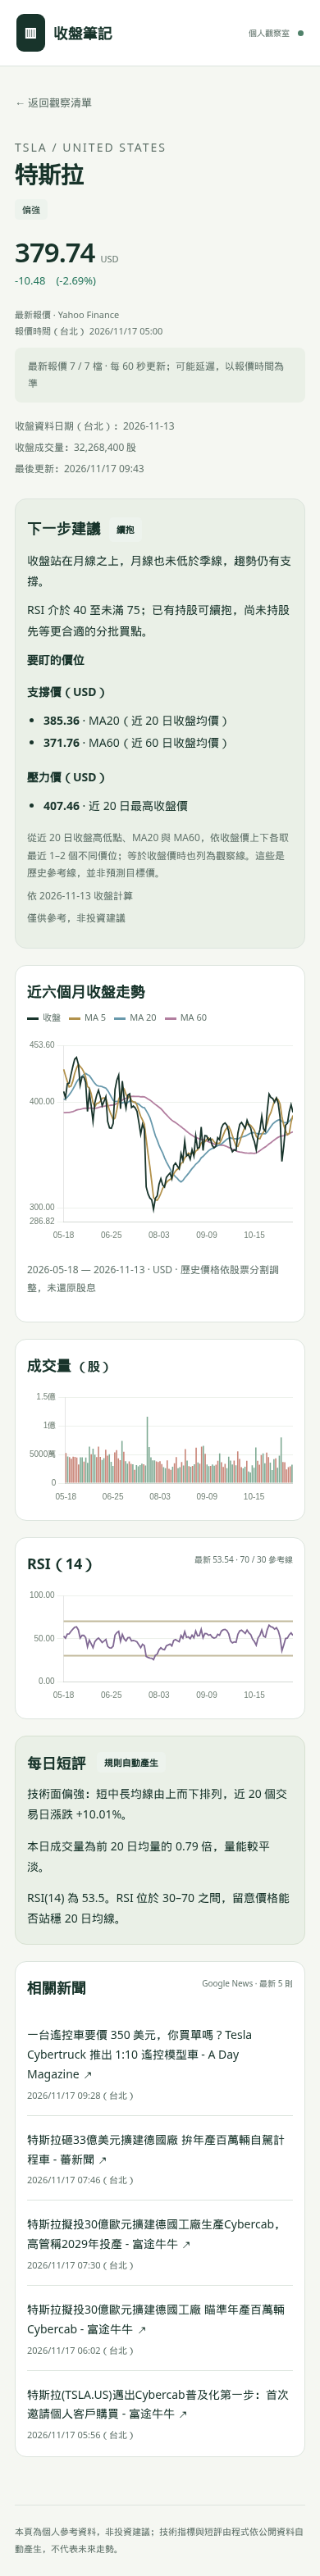 收盤筆記
個人觀察室
← 返回觀察清單
TSLA / UNITED STATES
特斯拉
偏強
379.74 USD
-10.48 (-2.69%)
最新報價 · Yahoo Finance
報價時間（台北）2026/11/17 05:00
最新報價 7 / 7 檔 · 每 60 秒更新；可能延遲，以報價時間為
準
收盤資料日期（台北）：2026-11-13
收盤成交量：32,268,400 股
最後更新：2026/11/17 09:43
下一步建議 續抱
收盤站在月線之上，月線也未低於季線，趨勢仍有支
撐。
RSI 介於 40 至未滿 75；已有持股可續抱，尚未持股
先等更合適的分批買點。
要盯的價位
支撐價（USD）
• 385.36 · MA20（近 20 日收盤均價）
• 371.76 · MA60（近 60 日收盤均價）
壓力價（USD）
• 407.46 · 近 20 日最高收盤價
從近 20 日收盤高低點、MA20 與 MA60，依收盤價上下各取
最近 1–2 個不同價位；等於收盤價時也列為觀察線。這些是
歷史參考線，並非預測目標價。
依 2026-11-13 收盤計算
僅供參考，非投資建議
近六個月收盤走勢
收盤 MA 5 MA 20 MA 60
453.60
400.00
300.00
286.82
05-18 06-25 08-03 09-09 10-15
2026-05-18 — 2026-11-13 · USD · 歷史價格依股票分割調
整，未還原股息
成交量（股）
1.5億
1億
5000萬
0
05-18 06-25 08-03 09-09 10-15
RSI（14）
最新 53.54 · 70 / 30 參考線
100.00
50.00
0.00
05-18 06-25 08-03 09-09 10-15
每日短評 規則自動產生
技術面偏強：短中長均線由上而下排列，近 20 個交
易日漲跌 +10.01%。
本日成交量為前 20 日均量的 0.79 倍，量能較平
淡。
RSI(14) 為 53.5。RSI 位於 30–70 之間，留意價格能
否站穩 20 日均線。
相關新聞
Google News · 最新 5 則
一台遙控車要價 350 美元，你買單嗎？Tesla
Cybertruck 推出 1:10 遙控模型車 - A Day
Magazine ↗
2026/11/17 09:28（台北）
特斯拉砸33億美元擴建德國廠 拚年產百萬輛自駕計
程車 - 蕃新聞 ↗
2026/11/17 07:46（台北）
特斯拉擬投30億歐元擴建德國工廠生產Cybercab，
高管稱2029年投產 - 富途牛牛 ↗
2026/11/17 07:30（台北）
特斯拉擬投30億歐元擴建德國工廠 瞄準年產百萬輛
Cybercab - 富途牛牛 ↗
2026/11/17 06:02（台北）
特斯拉(TSLA.US)邁出Cybercab普及化第一步：首次
邀請個人客戶購買 - 富途牛牛 ↗
2026/11/17 05:56（台北）
本頁為個人參考資料，非投資建議；技術指標與短評由程式依公開資料自
動產生，不代表未來走勢。